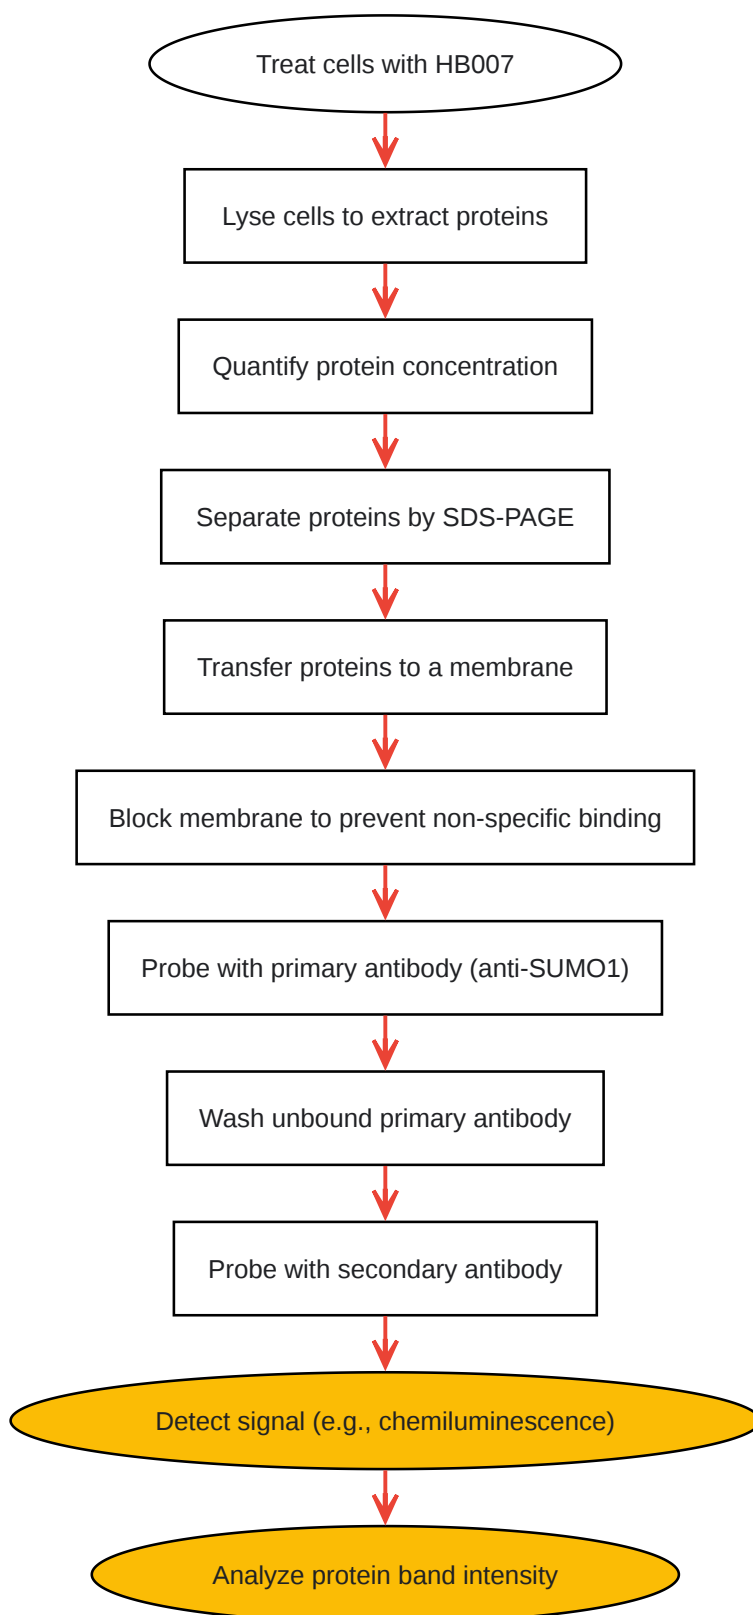 Treat cells with HB007
Lyse cells to extract proteins
Quantify protein concentration
Separate proteins by SDS-PAGE
Transfer proteins to a membrane
Block membrane to prevent non-specific binding
Probe with primary antibody (anti-SUMO1)
Wash unbound primary antibody
Probe with secondary antibody
Detect signal (e.g., chemiluminescence)
Analyze protein band intensity